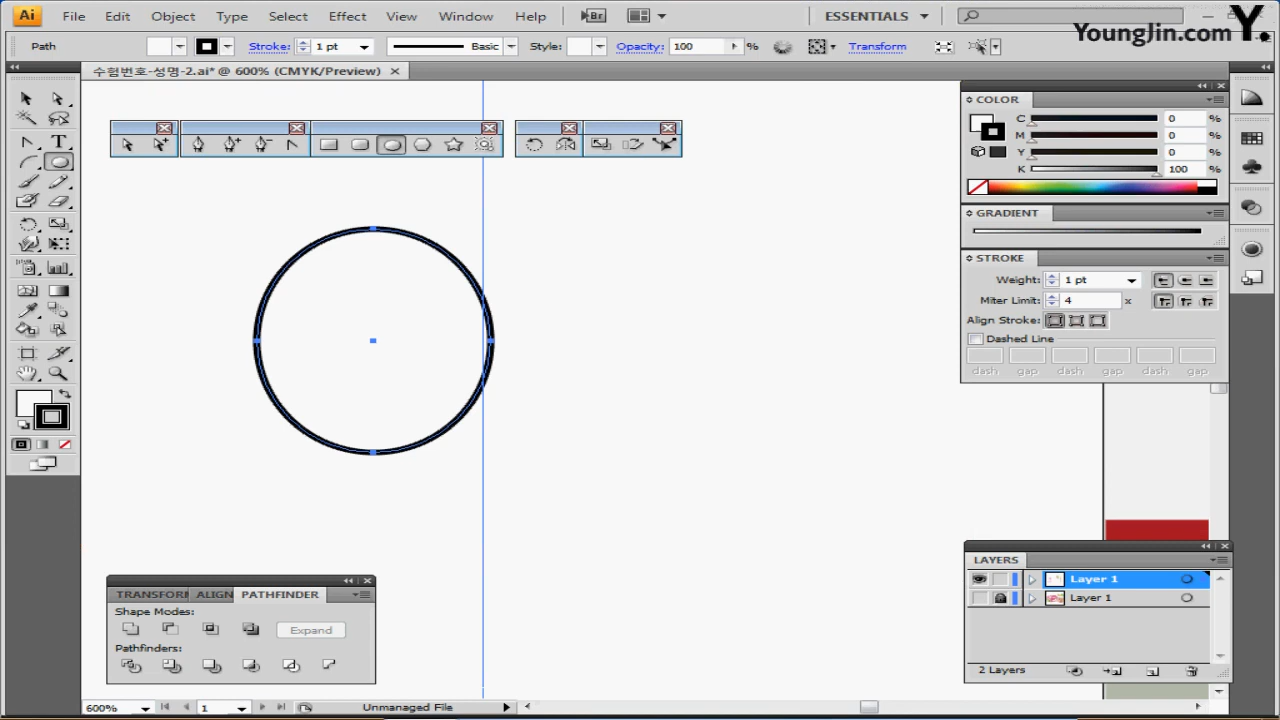 Ai File Edit Object Type Select Effect View Window Help Br ESSENTIALS
YoungJin.com Y.
Path Stroke: 1 pt Basic Style: Opacity: 100 % Transform
수험번호-성명-2.ai* @ 600% (CMYK/Preview)
COLOR
C 0 %
M 0 %
Y 0 %
K 100 %
GRADIENT
STROKE
Weight: 1 pt
Miter Limit: 4 x
Align Stroke:
Dashed Line
dash gap dash gap dash gap
LAYERS
Layer 1
Layer 1
2 Layers
TRANSFORM ALIGN PATHFINDER
Shape Modes:
Expand
Pathfinders:
600% 1 Unmanaged File